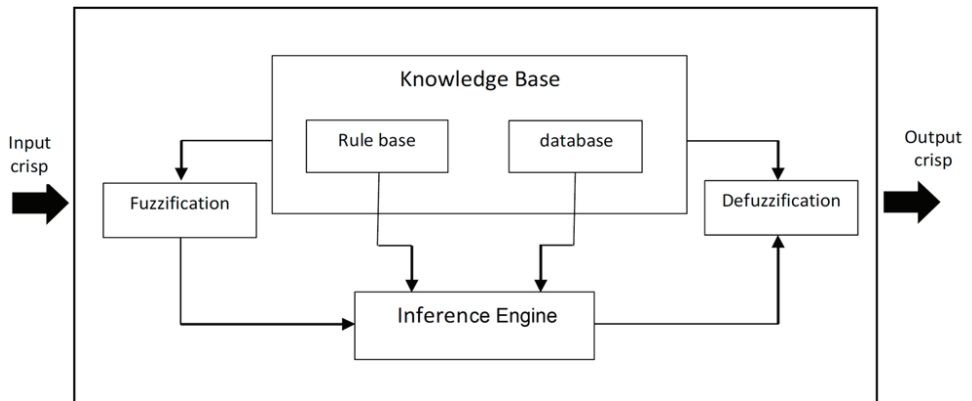 Knowledge Base
Input
crisp
Rule base
database
Output
crisp
Fuzzification
Defuzzification
Inference Engine